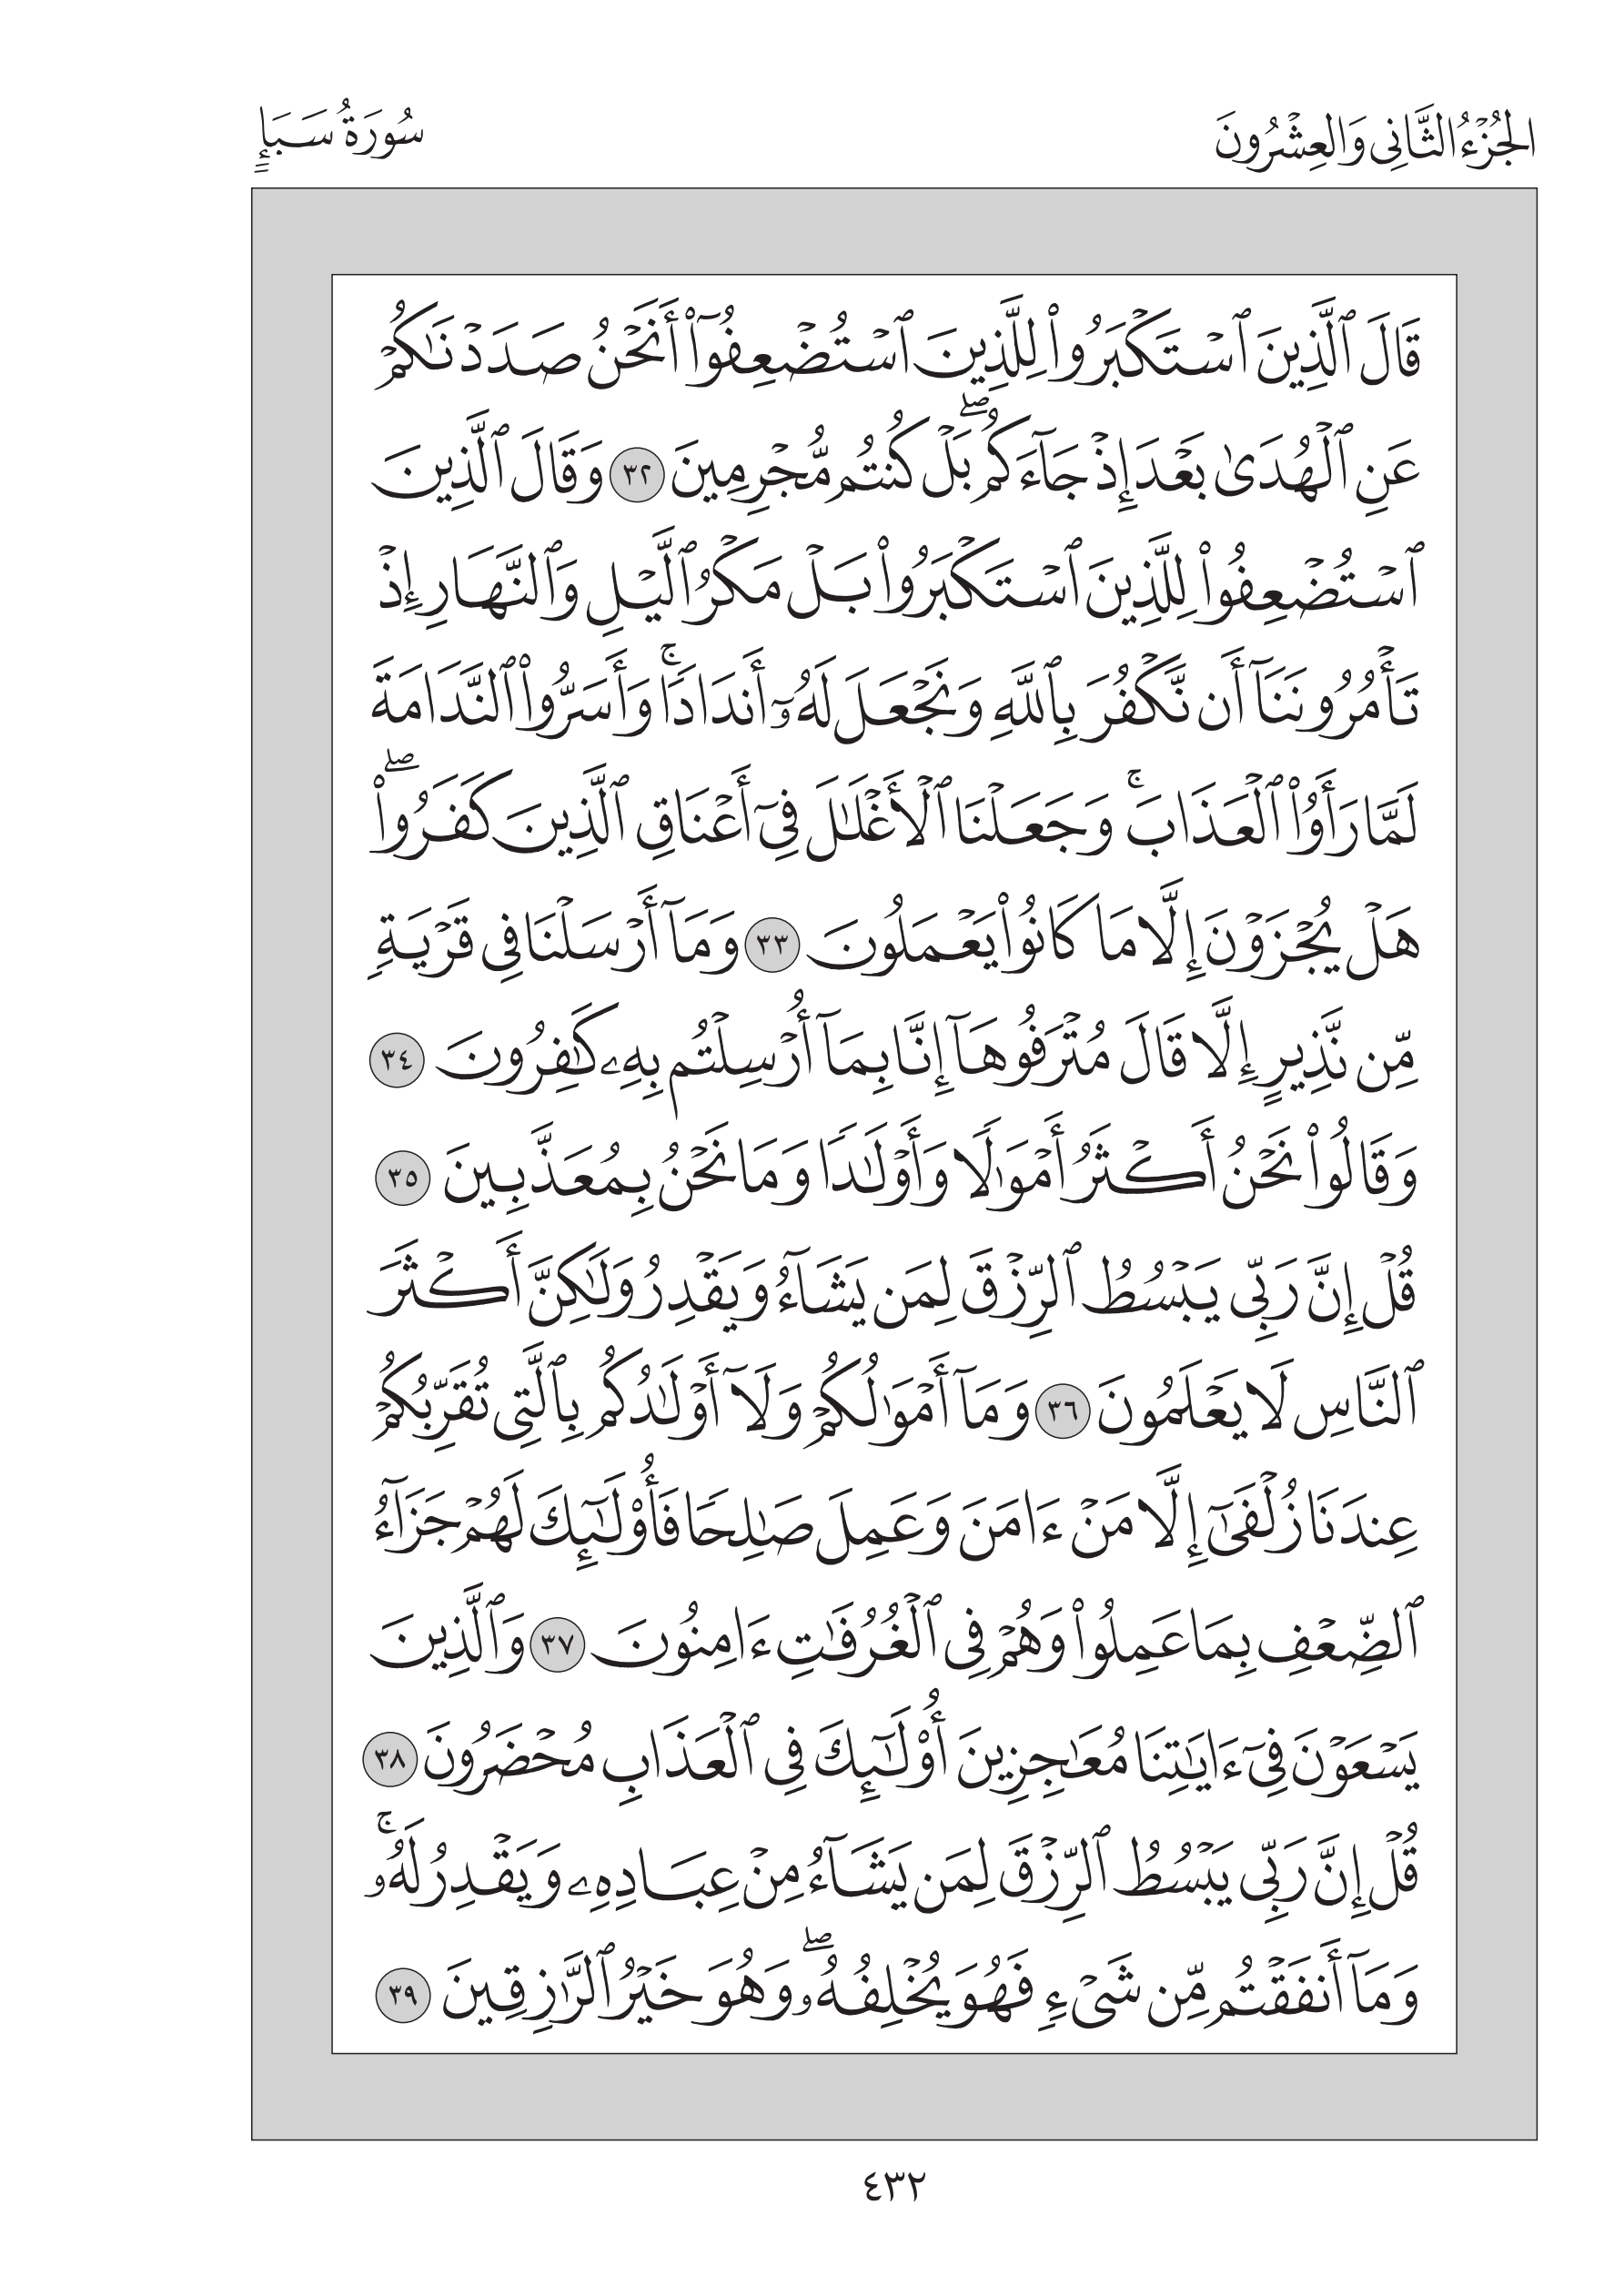 الجُزْءُ الثَّانِي وَالعِشْرُونَ
سُورَةُ سَبَإٍ
قَالَ ٱلَّذِينَ ٱسۡتَكۡبَرُواْ لِلَّذِينَ ٱسۡتُضۡعِفُوٓاْ أَنَحۡنُ صَدَدۡنَٰكُمۡ
عَنِ ٱلۡهُدَىٰ بَعۡدَ إِذۡ جَآءَكُمۖ بَلۡ كُنتُم مُّجۡرِمِينَ ٣٢ وَقَالَ ٱلَّذِينَ
ٱسۡتُضۡعِفُواْ لِلَّذِينَ ٱسۡتَكۡبَرُواْ بَلۡ مَكۡرُ ٱلَّيۡلِ وَٱلنَّهَارِ إِذۡ
تَأۡمُرُونَنَآ أَن نَّكۡفُرَ بِٱللَّهِ وَنَجۡعَلَ لَهُۥٓ أَندَادٗاۚ وَأَسَرُّواْ ٱلنَّدَامَةَ
لَمَّا رَأَوُاْ ٱلۡعَذَابَۚ وَجَعَلۡنَا ٱلۡأَغۡلَٰلَ فِيٓ أَعۡنَاقِ ٱلَّذِينَ كَفَرُواْۖ
هَلۡ يُجۡزَوۡنَ إِلَّا مَا كَانُواْ يَعۡمَلُونَ ٣٣ وَمَآ أَرۡسَلۡنَا فِي قَرۡيَةٖ
مِّن نَّذِيرٍ إِلَّا قَالَ مُتۡرَفُوهَآ إِنَّا بِمَآ أُرۡسِلۡتُم بِهِۦ كَٰفِرُونَ ٣٤
وَقَالُواْ نَحۡنُ أَكۡثَرُ أَمۡوَٰلٗا وَأَوۡلَٰدٗا وَمَا نَحۡنُ بِمُعَذَّبِينَ ٣٥
قُلۡ إِنَّ رَبِّي يَبۡسُطُ ٱلرِّزۡقَ لِمَن يَشَآءُ وَيَقۡدِرُ وَلَٰكِنَّ أَكۡثَرَ
ٱلنَّاسِ لَا يَعۡلَمُونَ ٣٦ وَمَآ أَمۡوَٰلُكُمۡ وَلَآ أَوۡلَٰدُكُم بِٱلَّتِي تُقَرِّبُكُمۡ
عِندَنَا زُلۡفَىٰٓ إِلَّا مَنۡ ءَامَنَ وَعَمِلَ صَٰلِحٗا فَأُوْلَٰٓئِكَ لَهُمۡ جَزَآءُ
ٱلضِّعۡفِ بِمَا عَمِلُواْ وَهُمۡ فِي ٱلۡغُرُفَٰتِ ءَامِنُونَ ٣٧ وَٱلَّذِينَ
يَسۡعَوۡنَ فِيٓ ءَايَٰتِنَا مُعَٰجِزِينَ أُوْلَٰٓئِكَ فِي ٱلۡعَذَابِ مُحۡضَرُونَ ٣٨
قُلۡ إِنَّ رَبِّي يَبۡسُطُ ٱلرِّزۡقَ لِمَن يَشَآءُ مِنۡ عِبَادِهِۦ وَيَقۡدِرُ لَهُۥۚ
وَمَآ أَنفَقۡتُم مِّن شَيۡءٖ فَهُوَ يُخۡلِفُهُۥۖ وَهُوَ خَيۡرُ ٱلرَّٰزِقِينَ ٣٩
٤٣٢